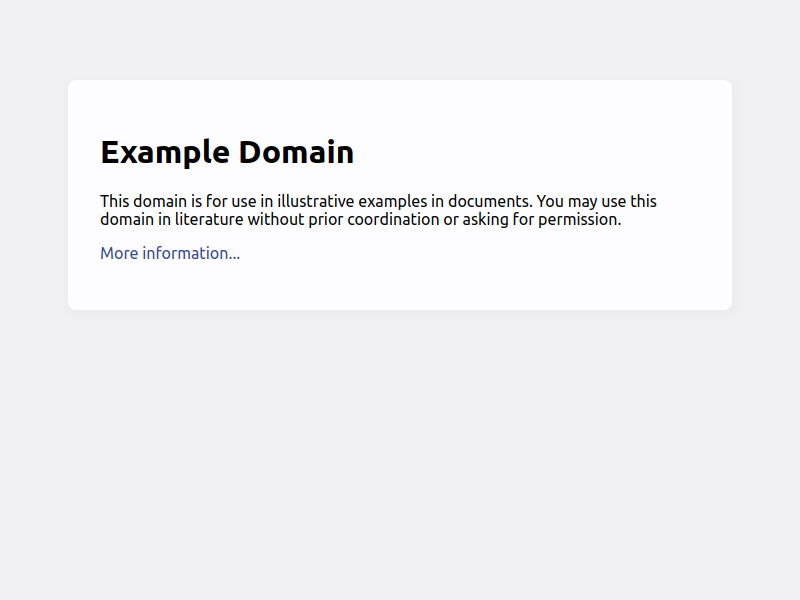 Example Domain
This domain is for use in illustrative examples in documents. You may use this
domain in literature without prior coordination or asking for permission.
More information...